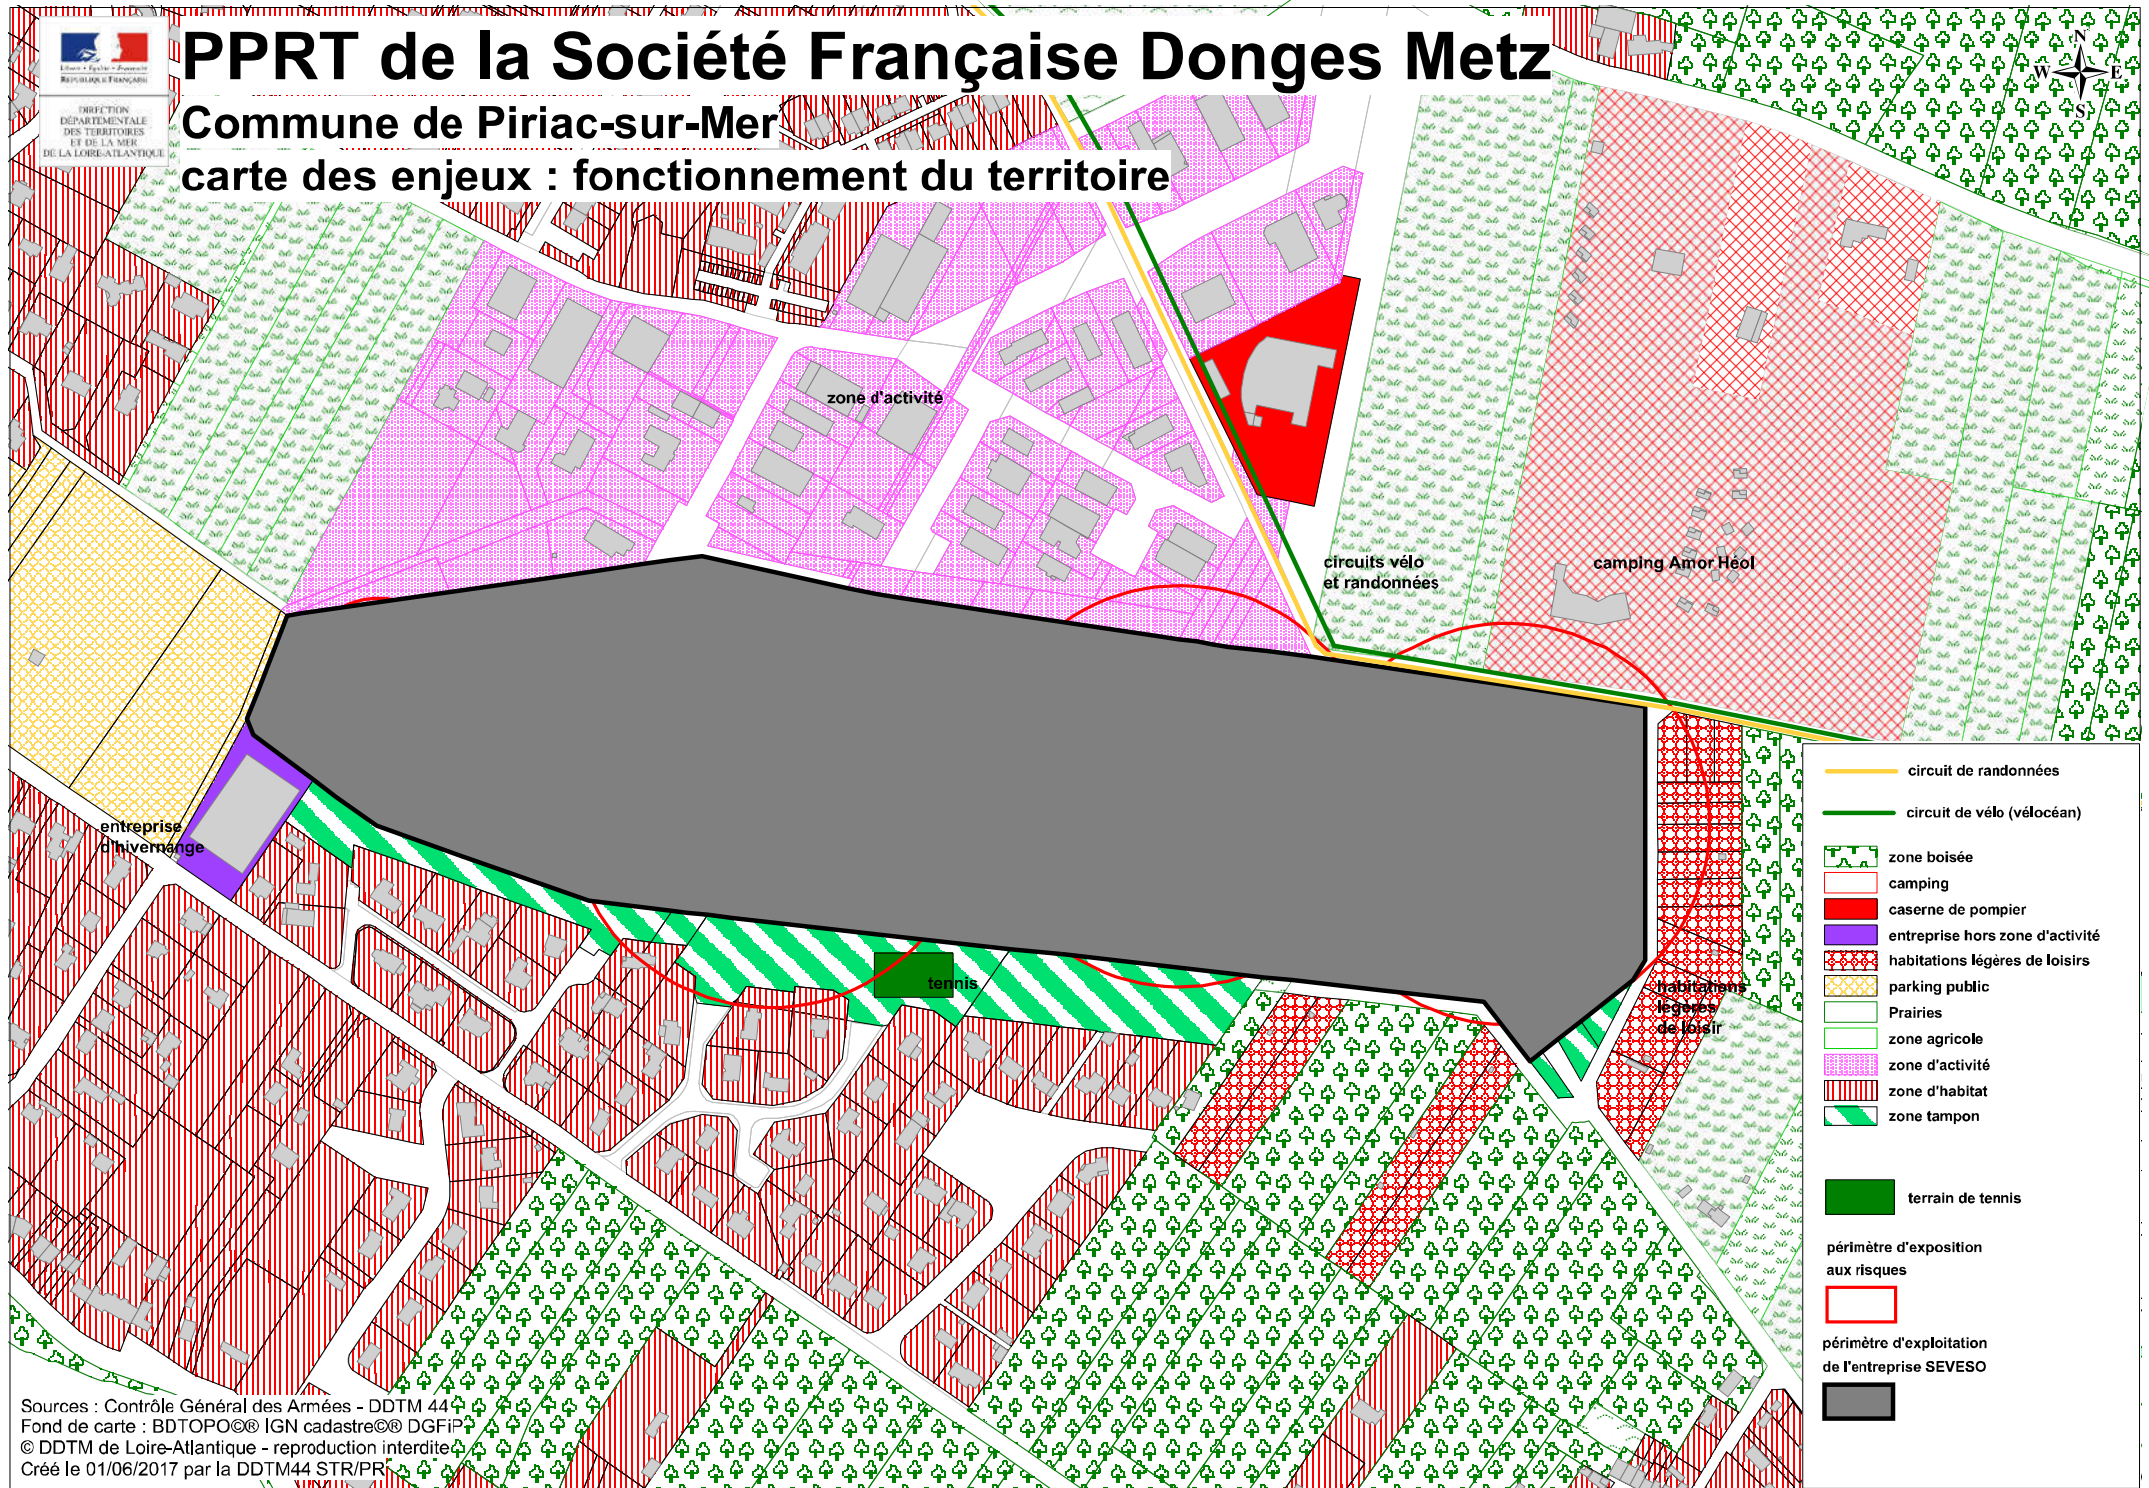 PPRT de la Société Française Donges Metz
Commune de Piriac-sur-Mer
carte des enjeux : fonctionnement du territoire
Liberté • Égalité • Fraternité
RÉPUBLIQUE FRANÇAISE
DIRECTION
DÉPARTEMENTALE
DES TERRITOIRES
ET DE LA MER
DE LA LOIRE-ATLANTIQUE
N
W E
S
zone d'activité
circuits vélo
et randonnées
camping Amor Héol
entreprise
d'hivernange
tennis
habitations
légères
de loisir
circuit de randonnées
circuit de vélo (vélocéan)
zone boisée
camping
caserne de pompier
entreprise hors zone d'activité
habitations légères de loisirs
parking public
Prairies
zone agricole
zone d'activité
zone d'habitat
zone tampon
terrain de tennis
périmètre d'exposition
aux risques
périmètre d'exploitation
de l'entreprise SEVESO
Sources : Contrôle Général des Armées - DDTM 44
Fond de carte : BDTOPO©® IGN cadastre©® DGFiP
© DDTM de Loire-Atlantique - reproduction interdite
Créé le 01/06/2017 par la DDTM44 STR/PR